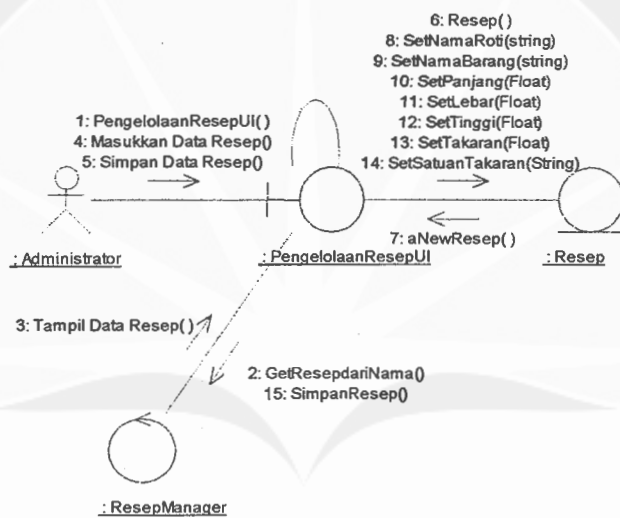 6: Resep()
8: SetNamaRoti(string)
9: SetNamaBarang(string)
10: SetPanjang(Float)
11: SetLebar(Float)
12: SetTinggi(Float)
13: SetTakaran(Float)
14: SetSatuanTakaran(String)
1: PengelolaanResepUI()
4: Masukkan Data Resep()
5: Simpan Data Resep()
7: aNewResep()
: Administrator
: PengelolaanResepUI
: Resep
3: Tampil Data Resep()
2: GetResepdariNama()
15: SimpanResep()
: ResepManager